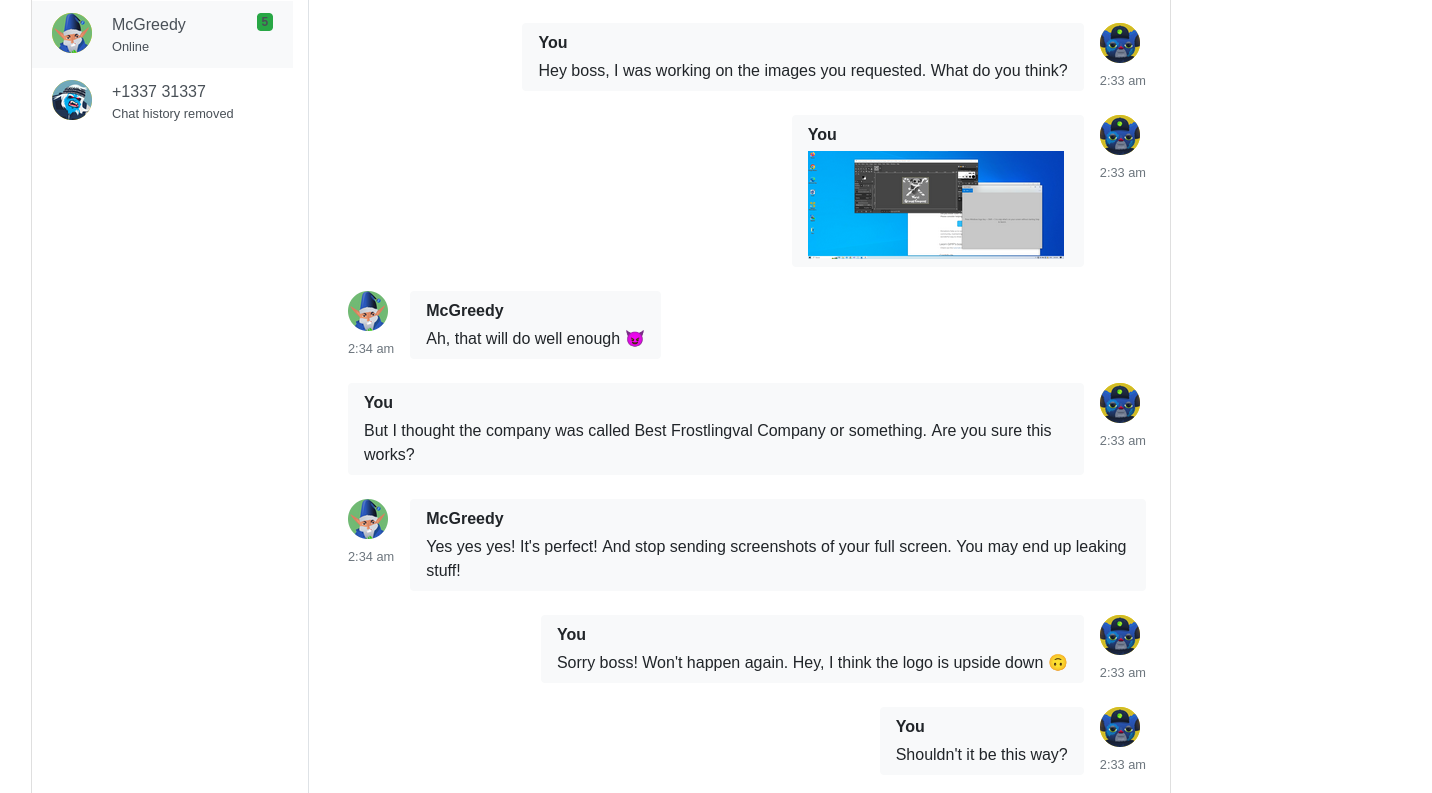 McGreedy
5
Online
+1337 31337
Chat history removed
You
Hey boss, I was working on the images you requested. What do you think?
2:33 am
You
2:33 am
McGreedy
Ah, that will do well enough 😈
2:34 am
You
But I thought the company was called Best Frostlingval Company or something. Are you sure this
works?
2:33 am
McGreedy
Yes yes yes! It's perfect! And stop sending screenshots of your full screen. You may end up leaking
stuff!
2:34 am
You
Sorry boss! Won't happen again. Hey, I think the logo is upside down 🙃
2:33 am
You
Shouldn't it be this way?
2:33 am